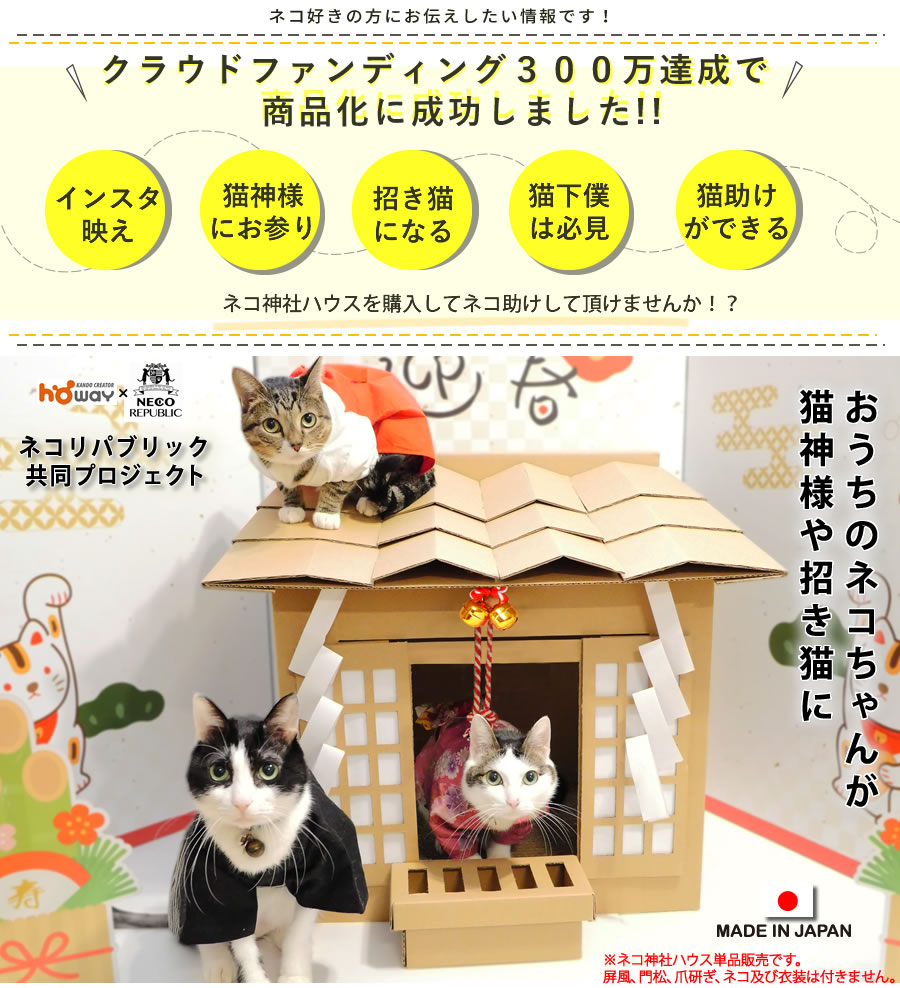 ネコ好きの方にお伝えしたい情報です！
クラウドファンディング３００万達成で
商品化に成功しました!!
インスタ
映え
猫神様
にお参り
招き猫
になる
猫下僕
は必見
猫助け
ができる
ネコ神社ハウスを購入してネコ助けして頂けませんか！？
KANDO CREATOR
howay
×
NECO
REPUBLIC
ネコリパブリック
共同プロジェクト
迎春
おうちのネコちゃんが
猫神様や招き猫に
寿
MADE IN JAPAN
※ネコ神社ハウス単品販売です。
屏風、門松、爪研ぎ、ネコ及び衣装は付きません。